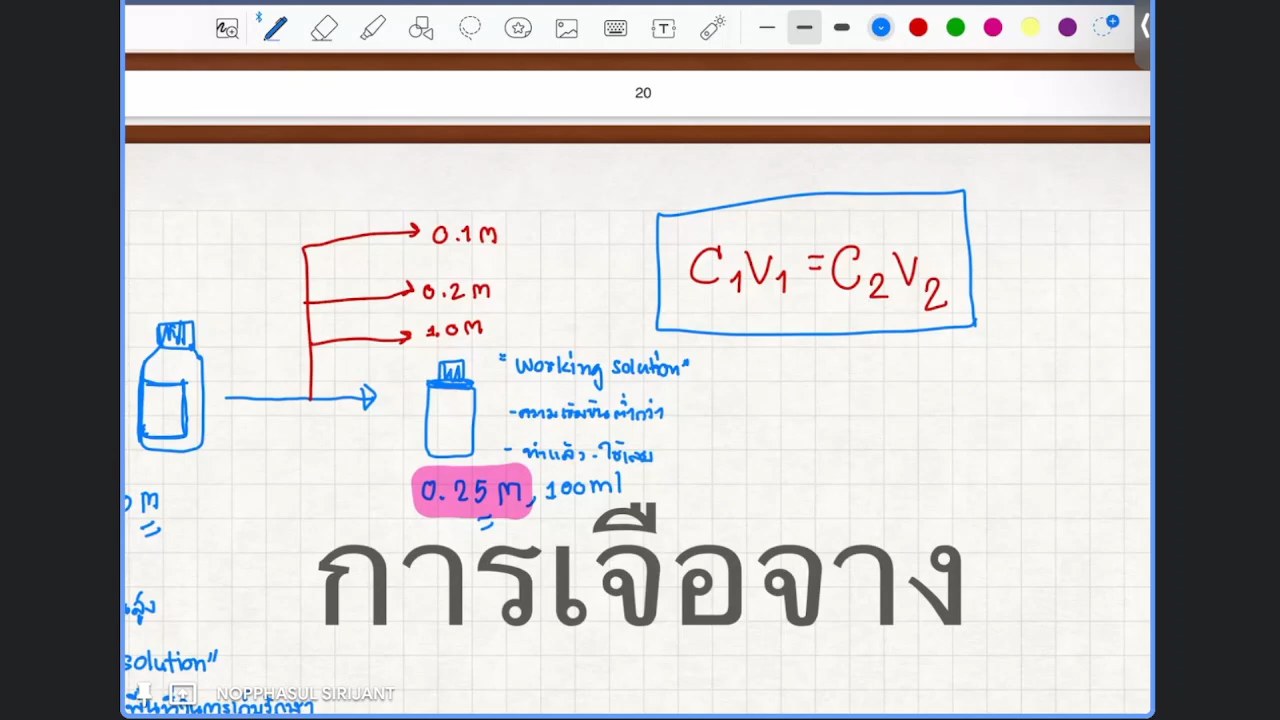 20
0.1 M
C₁V₁ = C₂V₂
0.2 M
1.0 M
"Working solution"
-ความเข้มข้นต่ำกว่า
- ทำแล้ว-ใช้เลย
0.25 M, 100 ml
M
การเจือจาง
solution"
NOPPHASUL SIRIJANT